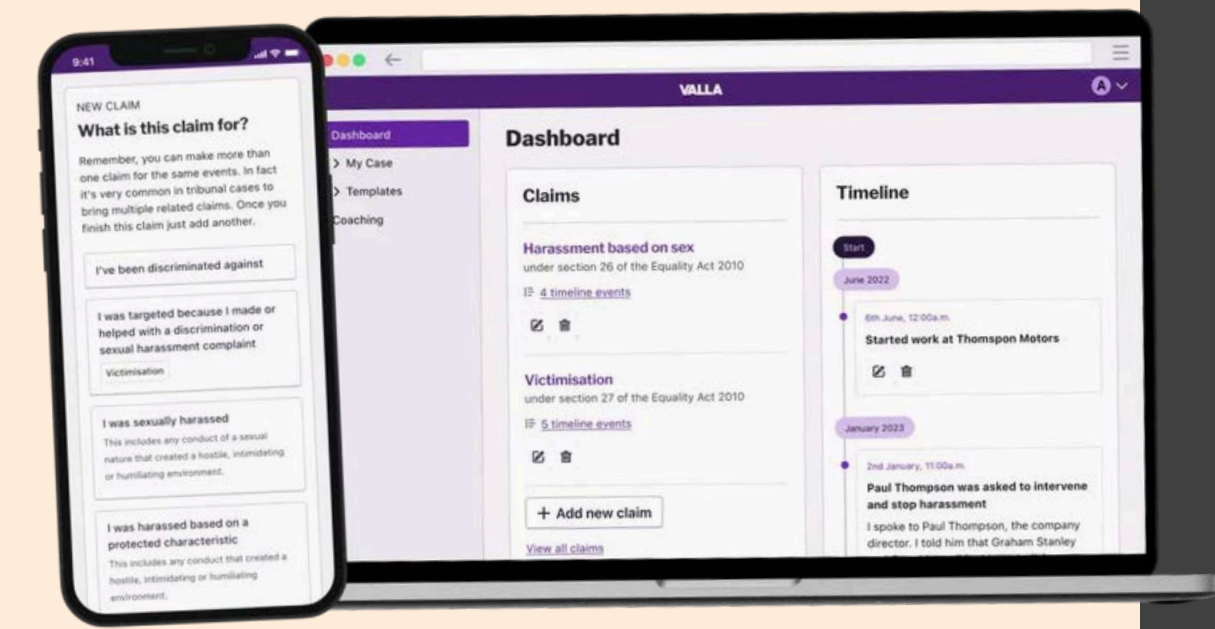 9:41
NEW CLAIM
What is this claim for?
Remember, you can make more than
one claim for the same events. In fact
it's very common in tribunal cases to
bring multiple related claims. Once you
finish this claim just add another.
I've been discriminated against
I was targeted because I made or
helped with a discrimination or
sexual harassment complaint
Victimisation
I was sexually harassed
This includes any conduct of a sexual
nature that created a hostile, intimidating
or humiliating environment.
I was harassed based on a
protected characteristic
This includes any conduct that created a
hostile, intimidating or humiliating
environment.
VALLA
A
Dashboard
> My Case
> Templates
Coaching
Dashboard
Claims
Harassment based on sex
under section 26 of the Equality Act 2010
4 timeline events
Victimisation
under section 27 of the Equality Act 2010
5 timeline events
+ Add new claim
View all claims
Timeline
Start
June 2022
6th June, 12:00a.m.
Started work at Thomspon Motors
January 2023
2nd January, 11:00a.m.
Paul Thompson was asked to intervene
and stop harassment
I spoke to Paul Thompson, the company
director. I told him that Graham Stanley